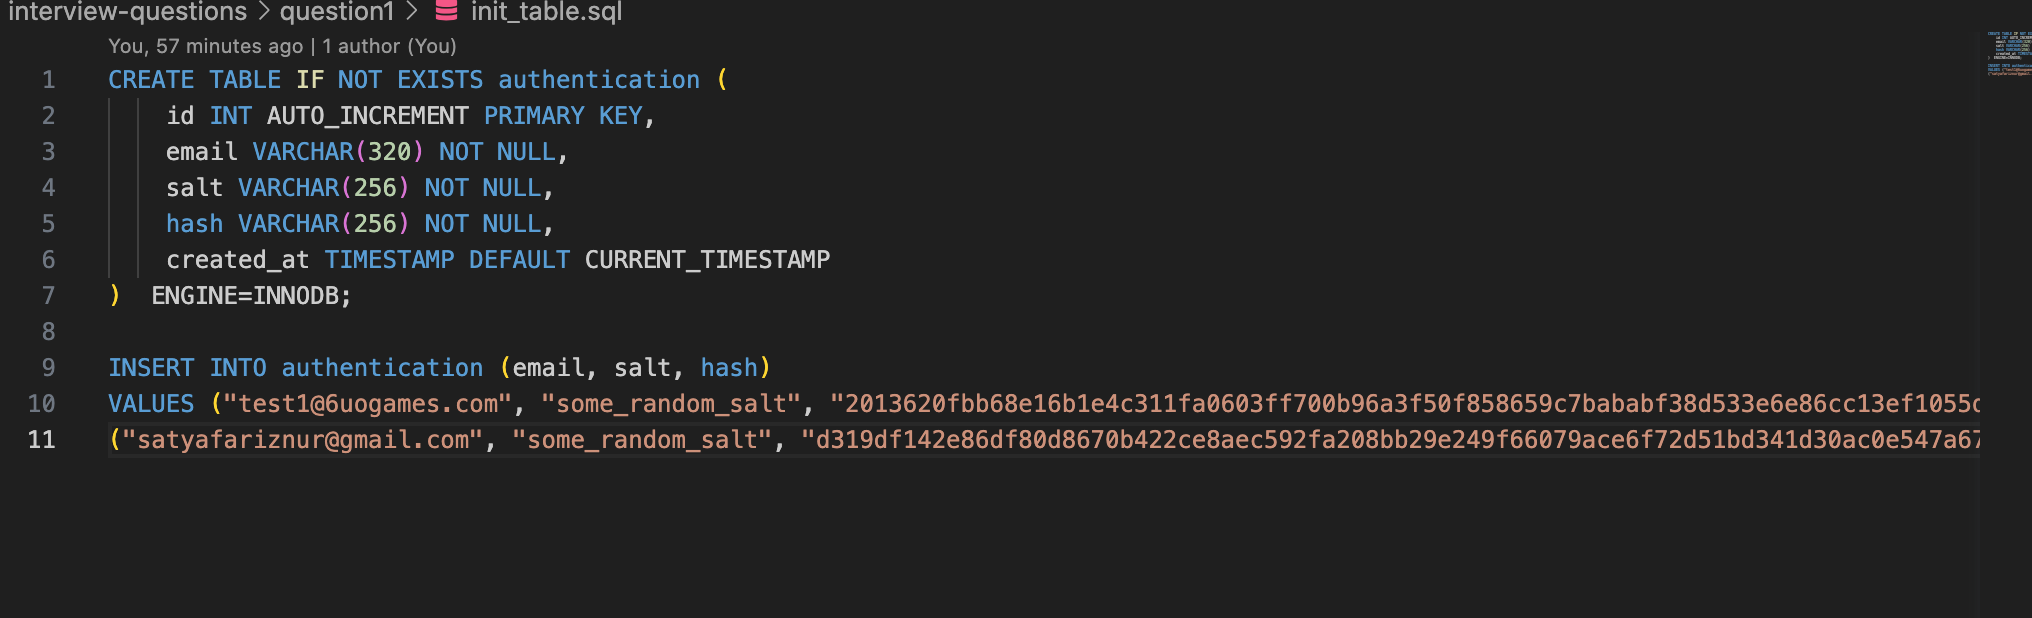 interview-questions > question1 > init_table.sql
You, 57 minutes ago | 1 author (You)
1 CREATE TABLE IF NOT EXISTS authentication (
2 id INT AUTO_INCREMENT PRIMARY KEY,
3 email VARCHAR(320) NOT NULL,
4 salt VARCHAR(256) NOT NULL,
5 hash VARCHAR(256) NOT NULL,
6 created_at TIMESTAMP DEFAULT CURRENT_TIMESTAMP
7 ) ENGINE=INNODB;
8
9 INSERT INTO authentication (email, salt, hash)
10 VALUES ("test1@6uogames.com", "some_random_salt", "2013620fbb68e16b1e4c311fa0603ff700b96a3f50f858659c7bababf38d533e6e86cc13ef1055
11 ("satyafariznur@gmail.com", "some_random_salt", "d319df142e86df80d8670b422ce8aec592fa208bb29e249f66079ace6f72d51bd341d30ac0e547a67